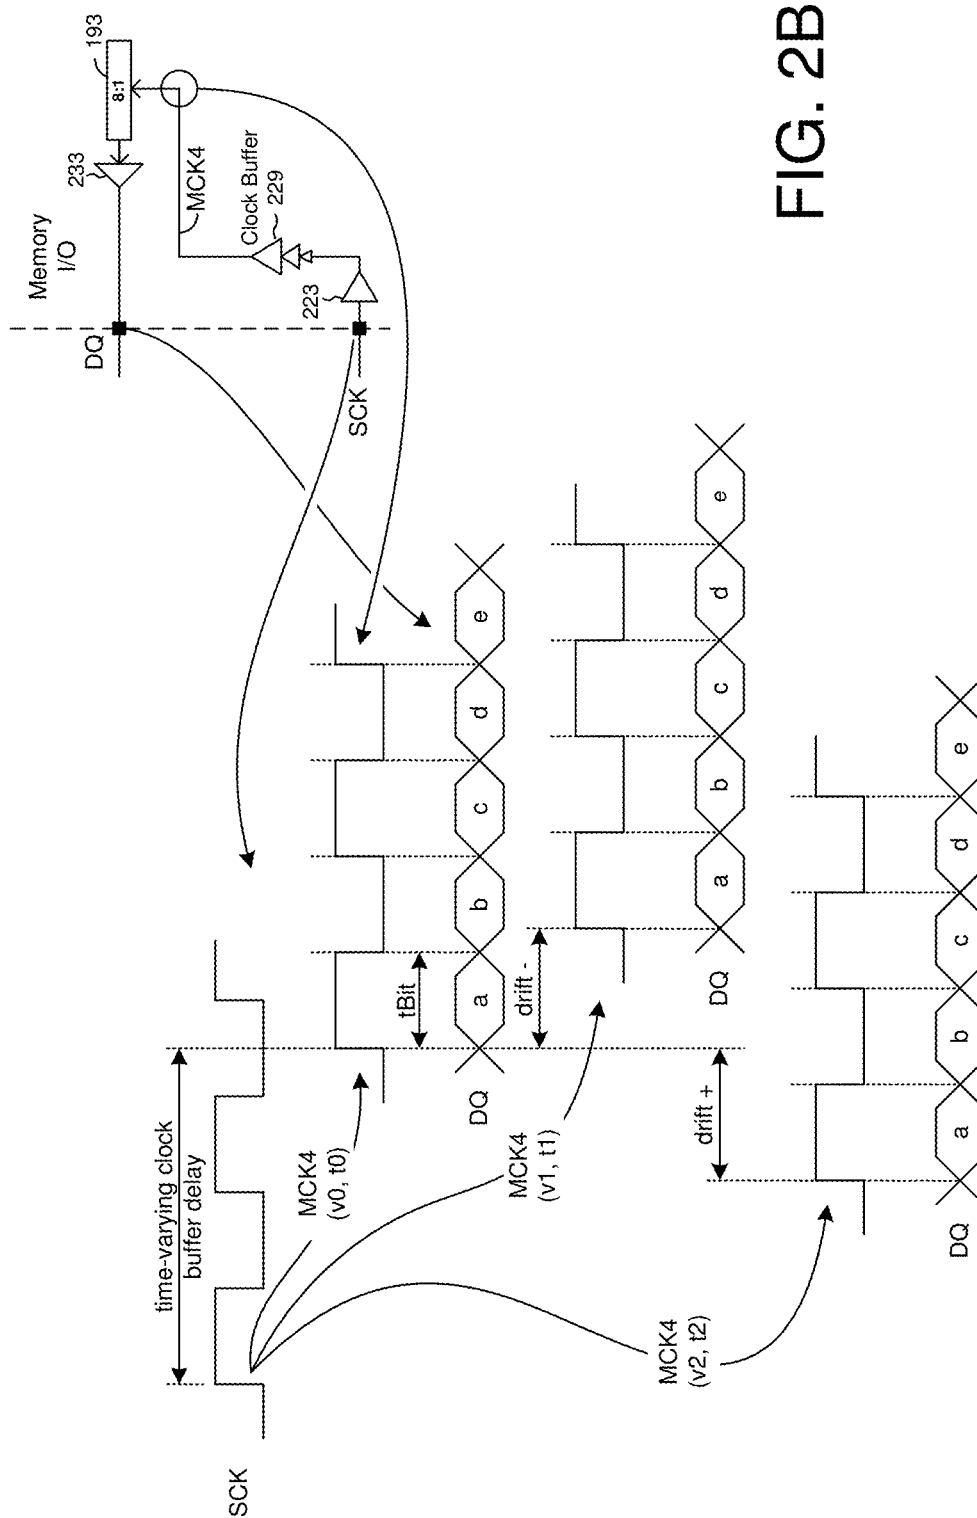 SCK
time-varying clock
buffer delay
MCK4
(v0, t0)
tBit
DQ
a
b
c
d
e
MCK4
(v1, t1)
drift -
DQ
a
b
c
d
e
MCK4
(v2, t2)
drift +
DQ
a
b
c
d
e
Memory
I/O
DQ
233
193
8:1
MCK4
Clock Buffer
229
223
SCK
FIG. 2B